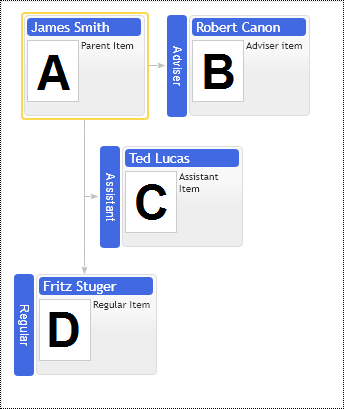 James Smith
A
Parent Item
Adviser
Robert Canon
B
Adviser item
Assistant
Ted Lucas
C
Assistant
Item
Regular
Fritz Stuger
D
Regular Item